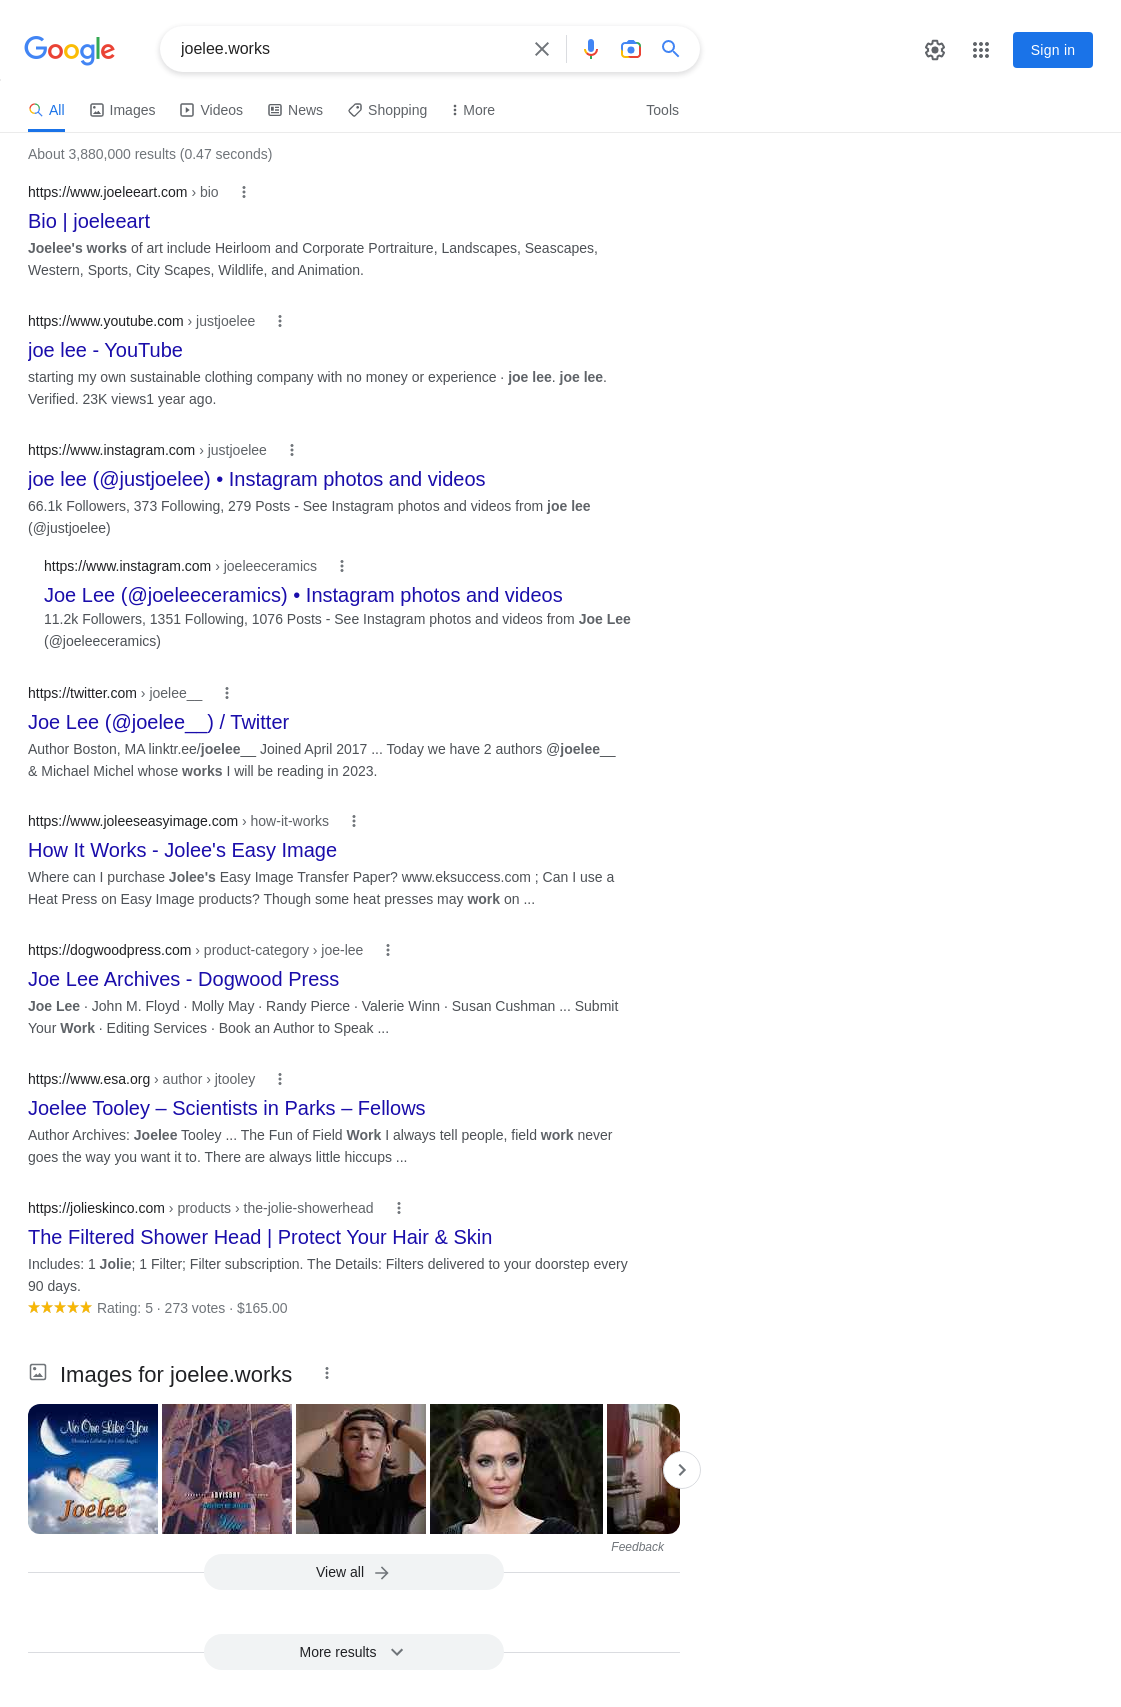 Google
joelee.works
Sign in
All Images Videos News Shopping More Tools
About 3,880,000 results (0.47 seconds)
https://www.joeleeart.com › bio
Bio | joeleeart
Joelee's works of art include Heirloom and Corporate Portraiture, Landscapes, Seascapes,
Western, Sports, City Scapes, Wildlife, and Animation.
https://www.youtube.com › justjoelee
joe lee - YouTube
starting my own sustainable clothing company with no money or experience · joe lee. joe lee.
Verified. 23K views1 year ago.
https://www.instagram.com › justjoelee
joe lee (@justjoelee) • Instagram photos and videos
66.1k Followers, 373 Following, 279 Posts - See Instagram photos and videos from joe lee
(@justjoelee)
https://www.instagram.com › joeleeceramics
Joe Lee (@joeleeceramics) • Instagram photos and videos
11.2k Followers, 1351 Following, 1076 Posts - See Instagram photos and videos from Joe Lee
(@joeleeceramics)
https://twitter.com › joelee__
Joe Lee (@joelee__) / Twitter
Author Boston, MA linktr.ee/joelee__ Joined April 2017 ... Today we have 2 authors @joelee__
& Michael Michel whose works I will be reading in 2023.
https://www.joleeseasyimage.com › how-it-works
How It Works - Jolee's Easy Image
Where can I purchase Jolee's Easy Image Transfer Paper? www.eksuccess.com ; Can I use a
Heat Press on Easy Image products? Though some heat presses may work on ...
https://dogwoodpress.com › product-category › joe-lee
Joe Lee Archives - Dogwood Press
Joe Lee · John M. Floyd · Molly May · Randy Pierce · Valerie Winn · Susan Cushman ... Submit
Your Work · Editing Services · Book an Author to Speak ...
https://www.esa.org › author › jtooley
Joelee Tooley – Scientists in Parks – Fellows
Author Archives: Joelee Tooley ... The Fun of Field Work I always tell people, field work never
goes the way you want it to. There are always little hiccups ...
https://jolieskinco.com › products › the-jolie-showerhead
The Filtered Shower Head | Protect Your Hair & Skin
Includes: 1 Jolie; 1 Filter; Filter subscription. The Details: Filters delivered to your doorstep every
90 days.
Rating: 5 · 273 votes · $165.00
Images for joelee.works
No One Like You
Joelee
ADVISORY
Feedback
View all
More results